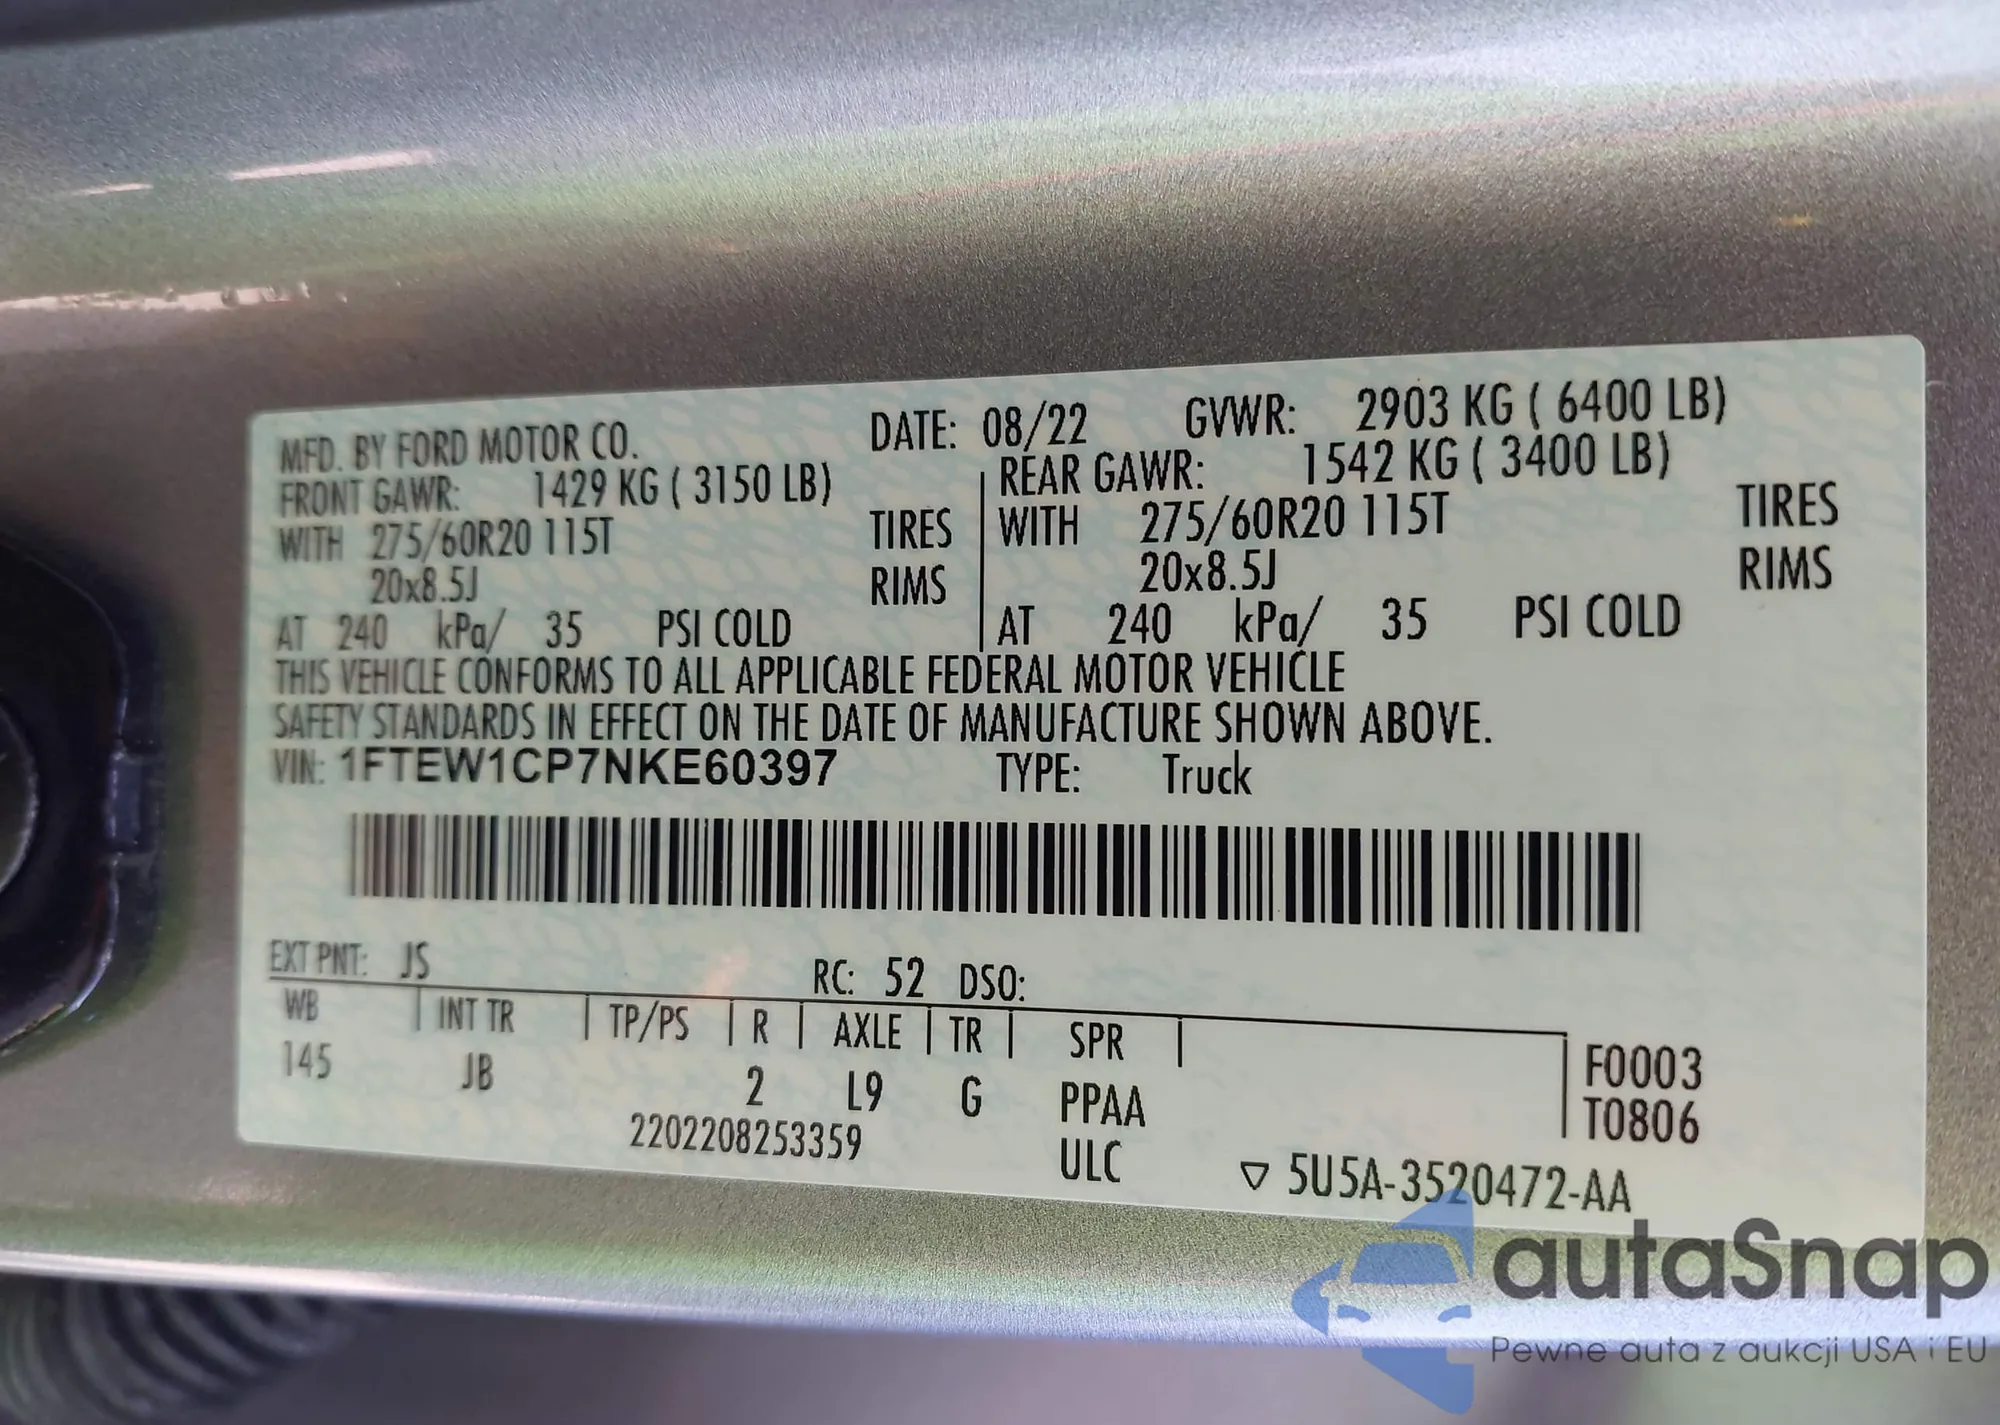 MFD. BY FORD MOTOR CO. DATE: 08/22 GVWR: 2903 KG ( 6400 LB)
FRONT GAWR: 1429 KG ( 3150 LB) REAR GAWR: 1542 KG ( 3400 LB)
WITH 275/60R20 115T TIRES WITH 275/60R20 115T TIRES
20x8.5J RIMS 20x8.5J RIMS
AT 240 kPa/ 35 PSI COLD AT 240 kPa/ 35 PSI COLD
THIS VEHICLE CONFORMS TO ALL APPLICABLE FEDERAL MOTOR VEHICLE
SAFETY STANDARDS IN EFFECT ON THE DATE OF MANUFACTURE SHOWN ABOVE.
VIN: 1FTEW1CP7NKE60397 TYPE: Truck
EXT PNT: JS RC: 52 DSO:
WB INT TR TP/PS R AXLE TR SPR F0003
145 JB 2 L9 G PPAA T0806
2202208253359 ULC ▽ 5U5A-3520472-AA
autaSnap
Pewne auta z aukcji USA i EU